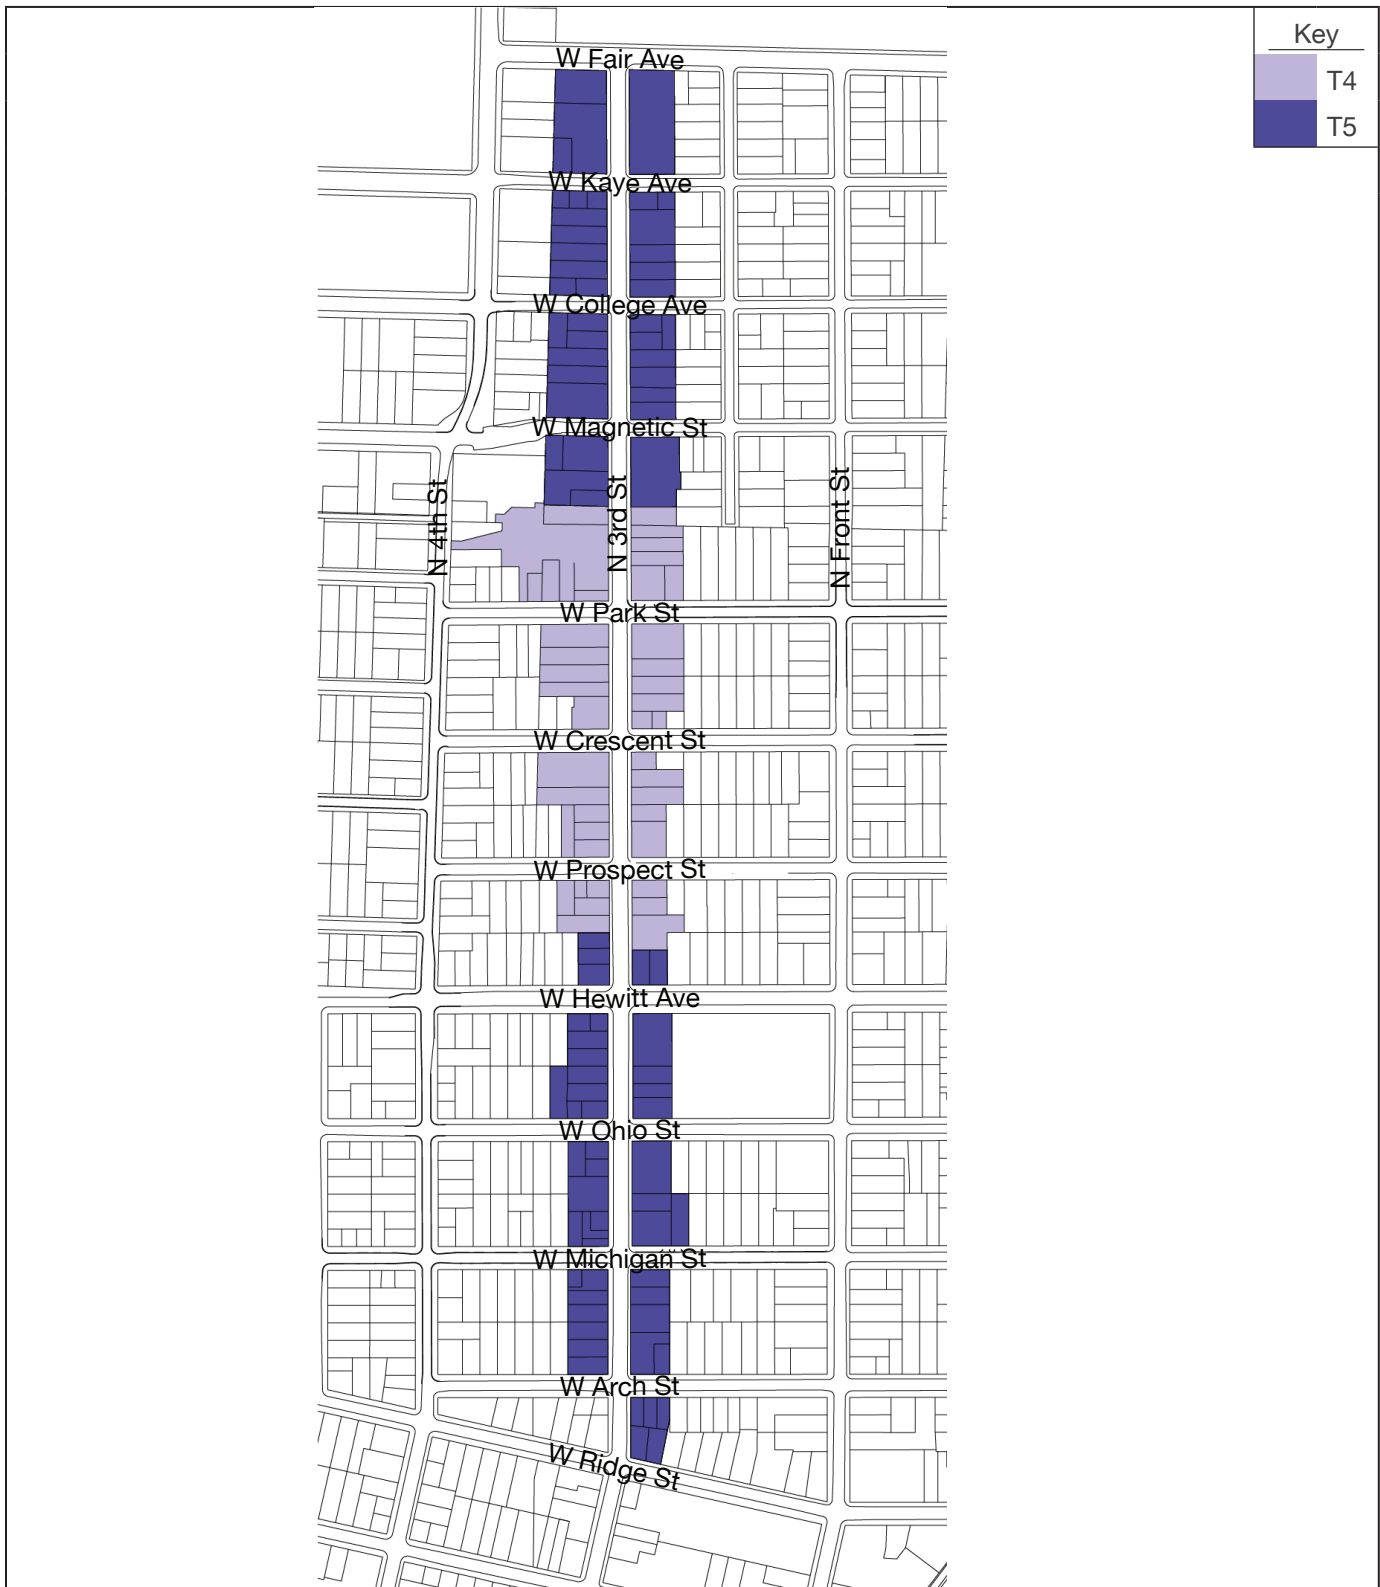 Key
T4
T5
W Fair Ave
W Kaye Ave
W College Ave
W Magnetic St
N 4th St
N 3rd St
N Front St
W Park St
W Crescent St
W Prospect St
W Hewitt Ave
W Ohio St
W Michigan St
W Arch St
W Ridge St